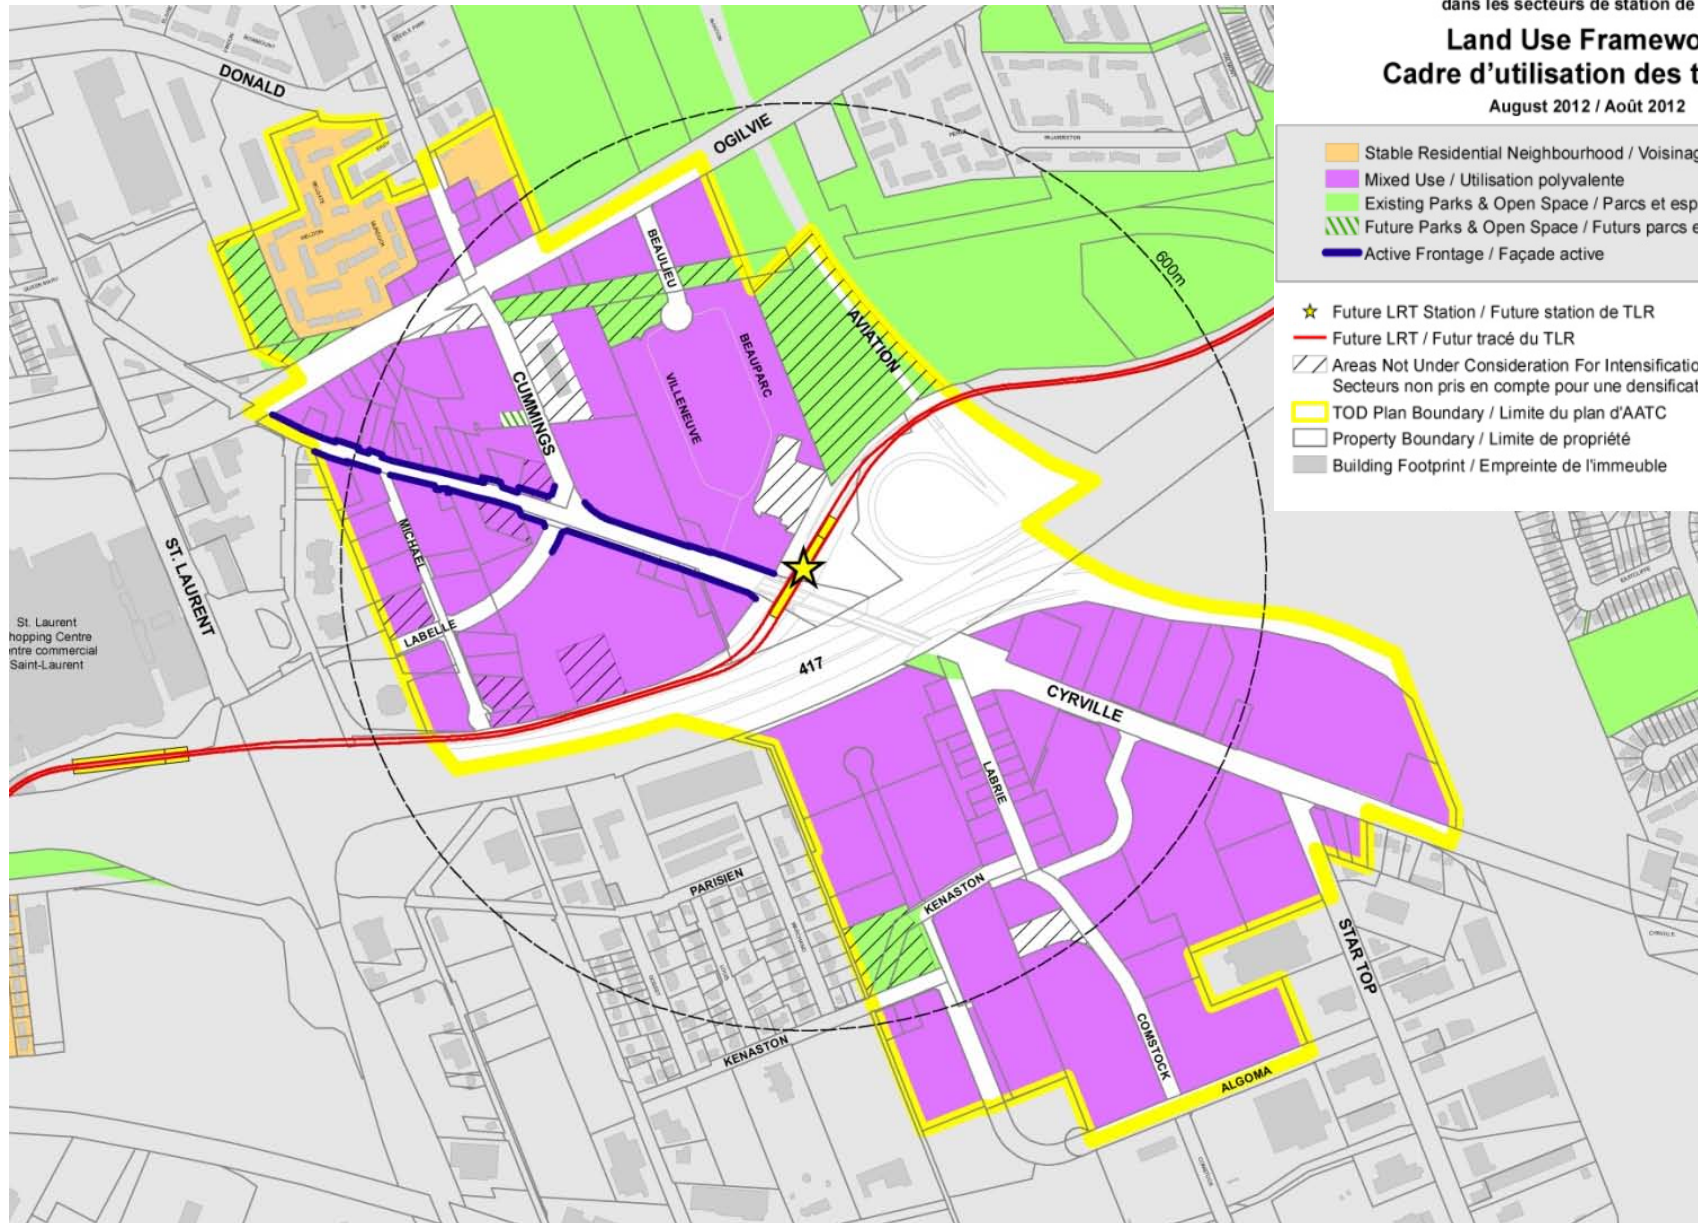 dans les secteurs de station de
Land Use Framewo
Cadre d'utilisation des t
August 2012 / Août 2012
Stable Residential Neighbourhood / Voisinag
Mixed Use / Utilisation polyvalente
Existing Parks & Open Space / Parcs et esp
Future Parks & Open Space / Futurs parcs e
Active Frontage / Façade active
Future LRT Station / Future station de TLR
Future LRT / Futur tracé du TLR
Areas Not Under Consideration For Intensificatio
Secteurs non pris en compte pour une densificat
TOD Plan Boundary / Limite du plan d'AATC
Property Boundary / Limite de propriété
Building Footprint / Empreinte de l'immeuble
DONALD
OGILVIE
BEAULIEU
600m
AVIATION
BEAUPARC
VILLENEUVE
CUMMINGS
MICHAEL
ST. LAURENT
LABELLE
St. Laurent
hopping Centre
entre commercial
Saint-Laurent
417
CYRVILLE
LABRIE
PARISIEN
KENASTON
STAR TOP
KENASTON
COMSTOCK
ALGOMA